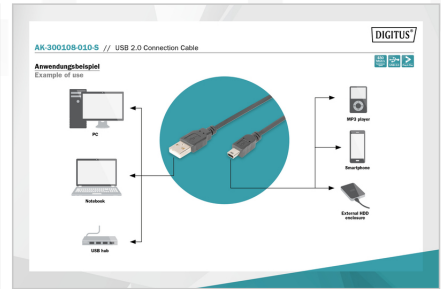 DIGITUS®
AK-300108-010-S // USB 2.0 Connection Cable
Anwendungsbeispiel
Example of use
PC
Notebook
USB hub
MP3 player
Smartphone
External HDD
enclosure